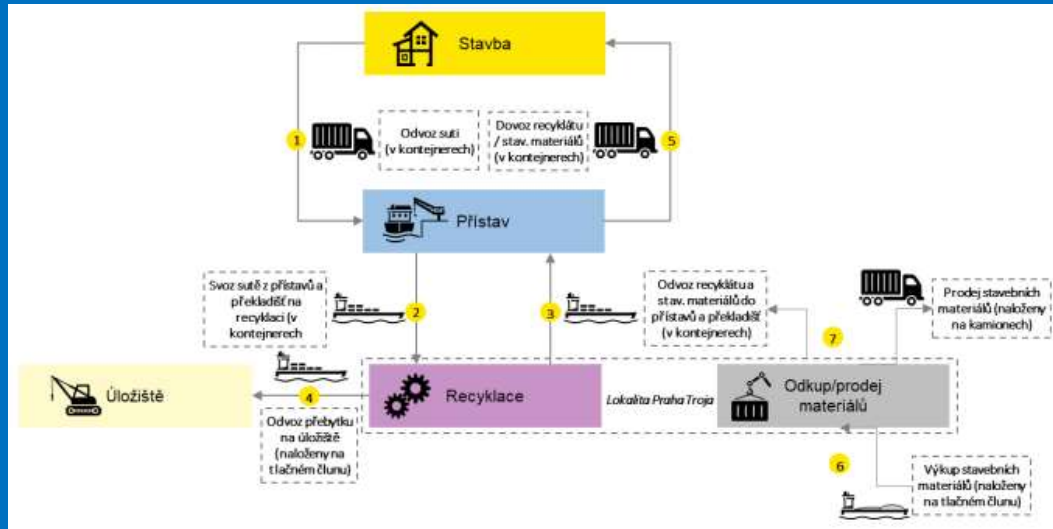 Stavba
1
Odvoz suti
(v kontejnerech)
Dovoz recyklátu
/ stav. materiálů
(v kontejnerech)
5
Přístav
Svoz sutě z přístavů a
překladišť na
recyklaci (v
kontejnerech
2
3
Odvoz recyklátu a
stav. materiálů do
přístavů a překladišť
(v kontejnerech)
7
Prodej stavebních
materiálů (naloženy
na kamionech)
Úložiště
4
Odvoz přebytku
na úložiště
(naloženy na
tlačném člunu)
Recyklace
Lokalita Praha Troja
Odkup/prodej
materiálů
6
Výkup stavebních
materiálů (naloženy
na tlačném člunu)